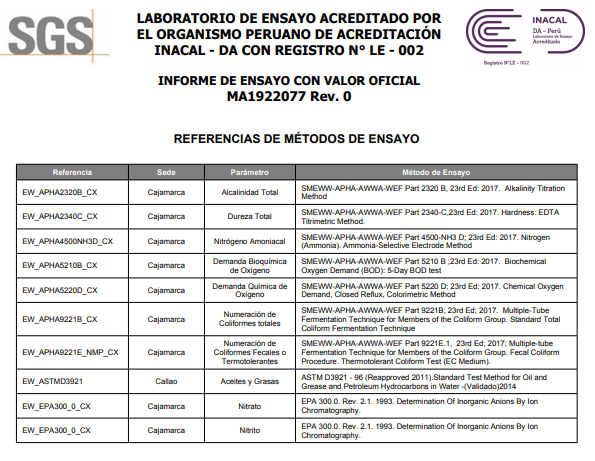 SGS
LABORATORIO DE ENSAYO ACREDITADO POR
EL ORGANISMO PERUANO DE ACREDITACIÓN
INACAL - DA CON REGISTRO N° LE - 002
INACAL
DA - Perú
Laboratorio de Ensayo
Acreditado
Registro N°LE - 002
INFORME DE ENSAYO CON VALOR OFICIAL
MA1922077 Rev. 0
REFERENCIAS DE MÉTODOS DE ENSAYO
Referencia Sede Parámetro Método de Ensayo
EW_APHA2320B_CX Cajamarca Alcalinidad Total SMEWW-APHA-AWWA-WEF Part 2320 B, 23rd Ed: 2017. Alkalinity Titration
Method
EW_APHA2340C_CX Cajamarca Dureza Total SMEWW-APHA-AWWA-WEF Part 2340-C,23rd Ed: 2017. Hardness: EDTA
Titrimetric Method.
EW_APHA4500NH3D_CX Cajamarca Nitrógeno Amoniacal SMEWW-APHA-AWWA-WEF Part 4500-NH3 D; 23rd Ed: 2017. Nitrogen
(Ammonia). Ammonia-Selective Electrode Method
EW_APHA5210B_CX Cajamarca Demanda Bioquímica
de Oxígeno
SMEWW-APHA-AWWA-WEF Part 5210 B ;23rd Ed: 2017. Biochemical
Oxygen Demand (BOD): 5-Day BOD test
EW_APHA5220D_CX Cajamarca Demanda Química de
Oxígeno
SMEWW-APHA-AWWA-WEF Part 5220 D; 23rd Ed: 2017. Chemical Oxygen
Demand, Closed Reflux, Colorimetric Method
EW_APHA9221B_CX Cajamarca Numeración de
Coliformes totales
SMEWW-APHA-AWWA-WEF Part 9221B; 23rd Ed; 2017. Multiple-Tube
Fermentation Technique for Members of the Coliform Group. Standard Total
Coliform Fermentation Technique
EW_APHA9221E_NMP_CX Cajamarca Numeración de
Coliformes Fecales o
Termotolerantes
SMEWW-APHA-AWWA-WEF Part 9221E.1, 23rd Ed; 2017; Multiple-tube
Fermentation Technique for Members of the Coliform Group. Fecal Coliform
Procedure. Thermotolerant Coliform Test (EC Medium).
EW_ASTMD3921 Callao Aceites y Grasas ASTM D3921 - 96 (Reapproved 2011).Standard Test Method for Oil and
Grease and Petroleum Hydrocarbons in Water -(Validado)2014
EW_EPA300_0_CX Cajamarca Nitrato EPA 300.0. Rev. 2.1. 1993. Determination Of Inorganic Anions By Ion
Chromatography.
EW_EPA300_0_CX Cajamarca Nitrito EPA 300.0. Rev. 2.1. 1993. Determination Of Inorganic Anions By Ion
Chromatography.